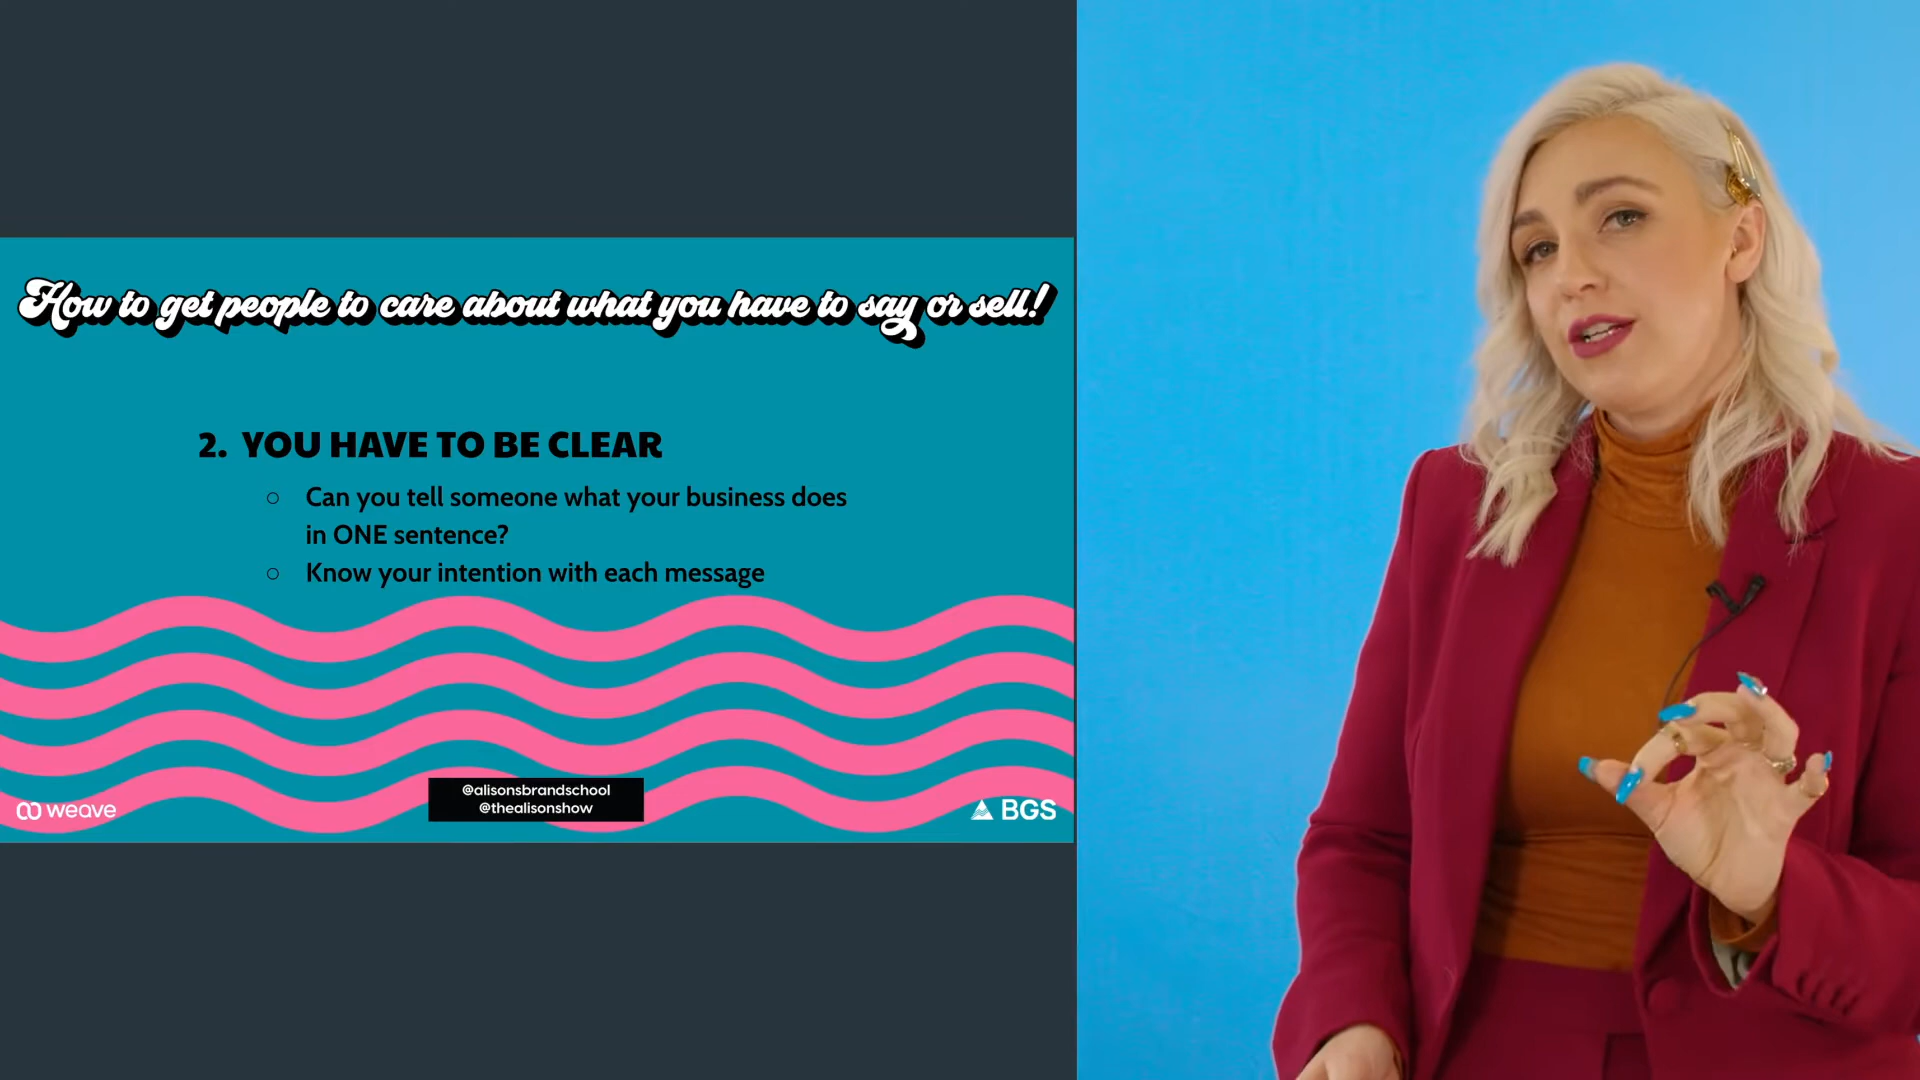 How to get people to care about what you have to say or sell!
2. YOU HAVE TO BE CLEAR
○ Can you tell someone what your business does
in ONE sentence?
○ Know your intention with each message
@alisonsbrandschool
@thealisonshow
weave
BGS